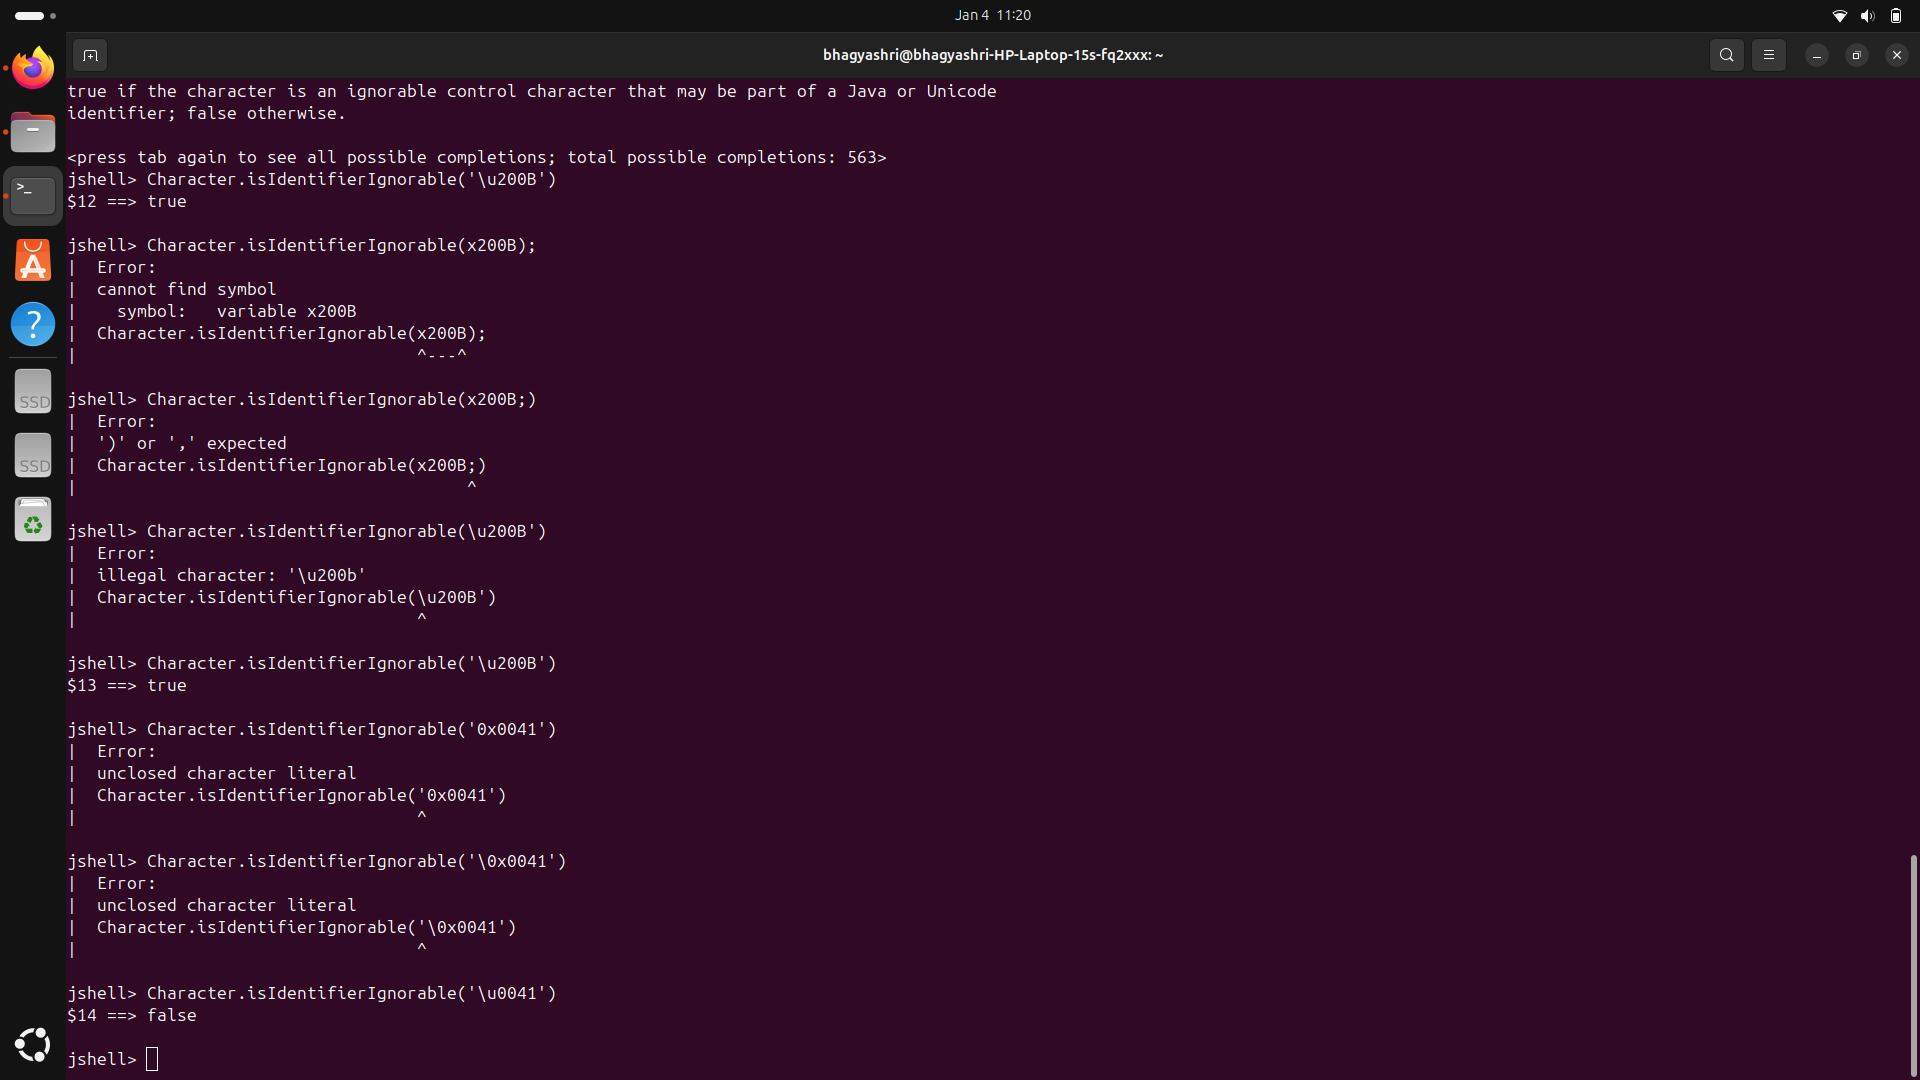 Jan 4 11:20
bhagyashri@bhagyashri-HP-Laptop-15s-fq2xxx: ~
true if the character is an ignorable control character that may be part of a Java or Unicode
identifier; false otherwise.
<press tab again to see all possible completions; total possible completions: 563>
jshell> Character.isIdentifierIgnorable('\u200B')
$12 ==> true
jshell> Character.isIdentifierIgnorable(x200B);
|  Error:
|  cannot find symbol
|    symbol:   variable x200B
|  Character.isIdentifierIgnorable(x200B);
|                                  ^---^
jshell> Character.isIdentifierIgnorable(x200B;)
|  Error:
|  ')' or ',' expected
|  Character.isIdentifierIgnorable(x200B;)
|                                       ^
jshell> Character.isIdentifierIgnorable(\u200B')
|  Error:
|  illegal character: '\u200b'
|  Character.isIdentifierIgnorable(\u200B')
|                                  ^
jshell> Character.isIdentifierIgnorable('\u200B')
$13 ==> true
jshell> Character.isIdentifierIgnorable('0x0041')
|  Error:
|  unclosed character literal
|  Character.isIdentifierIgnorable('0x0041')
|                                  ^
jshell> Character.isIdentifierIgnorable('\0x0041')
|  Error:
|  unclosed character literal
|  Character.isIdentifierIgnorable('\0x0041')
|                                  ^
jshell> Character.isIdentifierIgnorable('\u0041')
$14 ==> false
jshell>
>_
A
?
SSD
SSD